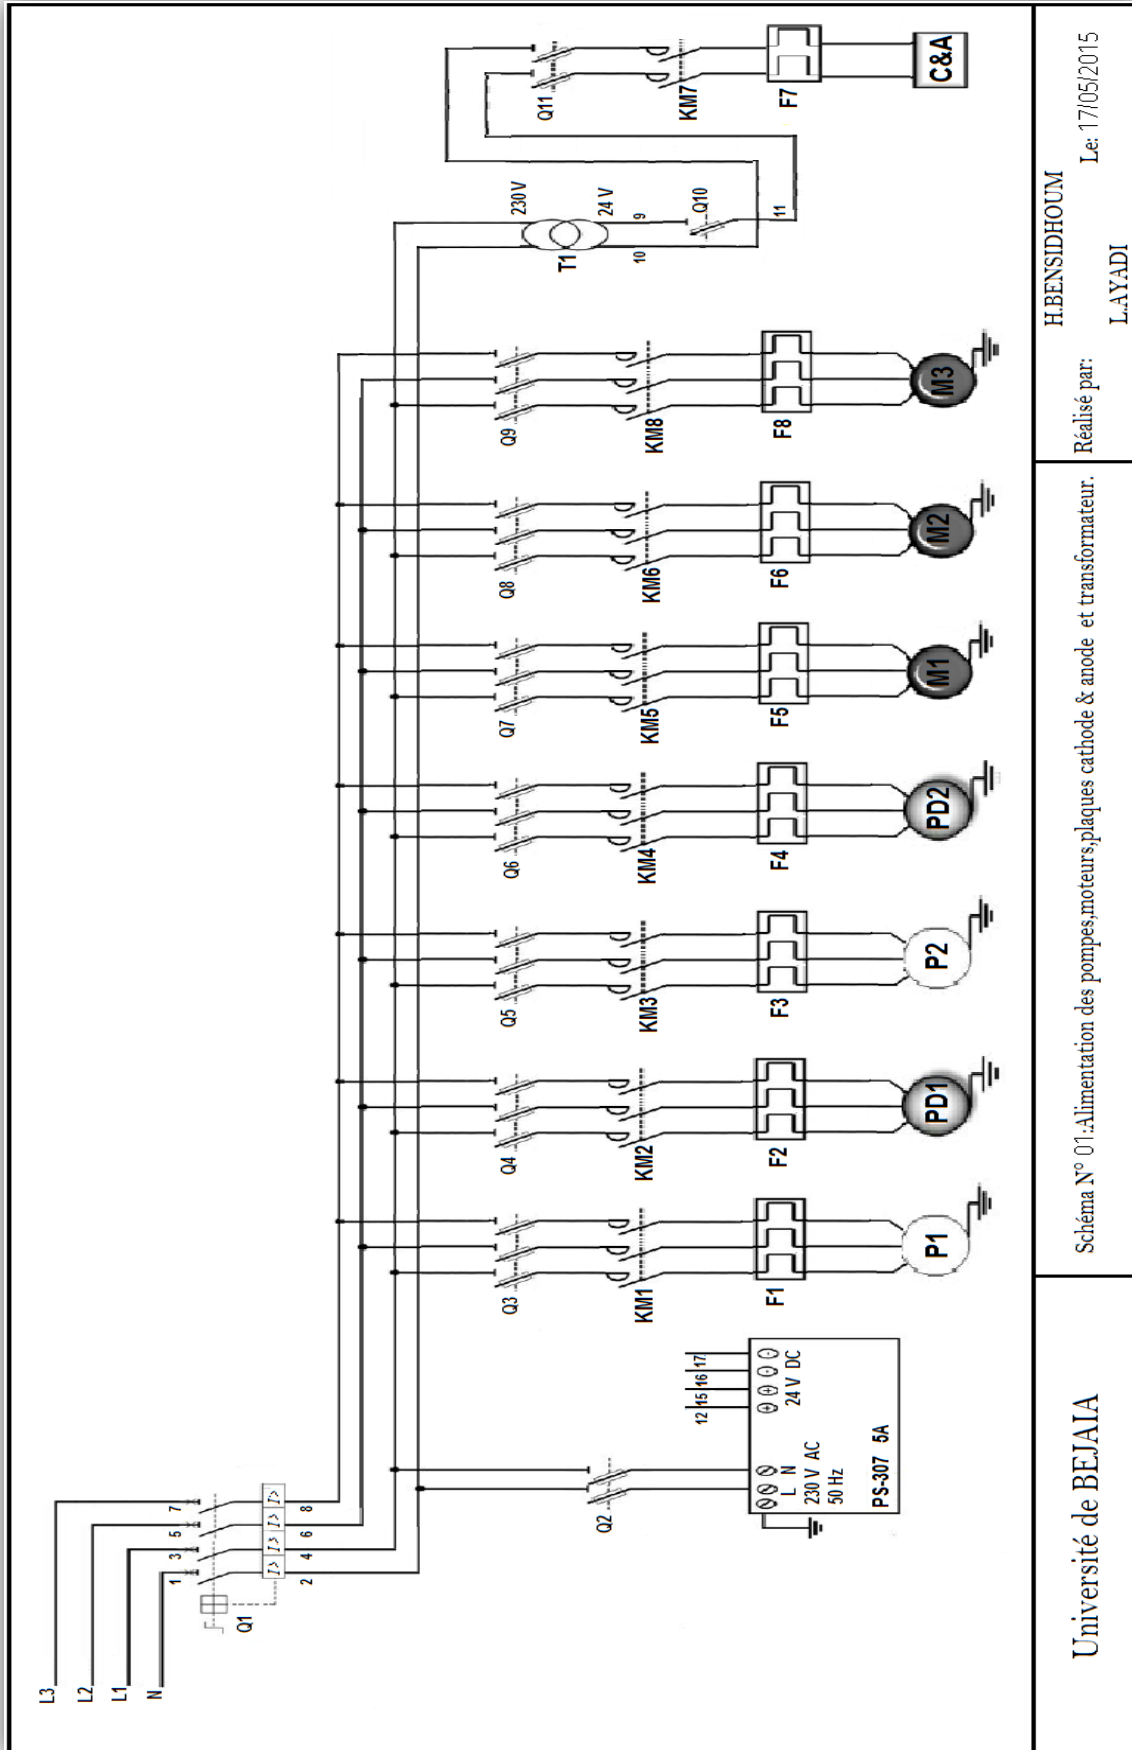 L3
L2
L1
N
1
3
5
7
I>
I>
I>
I>
2
4
6
8
Q1
Q2
12
15
16
17
L N
230 V AC
50 Hz
24 V DC
PS-307 5A
Q3
KM1
F1
P1
Q4
KM2
F2
PD1
Q5
KM3
F3
P2
Q6
KM4
F4
PD2
Q7
KM5
F5
M1
Q8
KM6
F6
M2
Q9
KM8
F8
M3
230 V
T1
24 V
10
9
Q10
11
Q11
KM7
F7
C&A
Université de BEJAIA
Schéma N° 01:Alimentation des pompes,moteurs,plaques cathode & anode et transformateur.
Réalisé par:
H.BENSIDHOUM
L.AYADI
Le: 17/05/2015